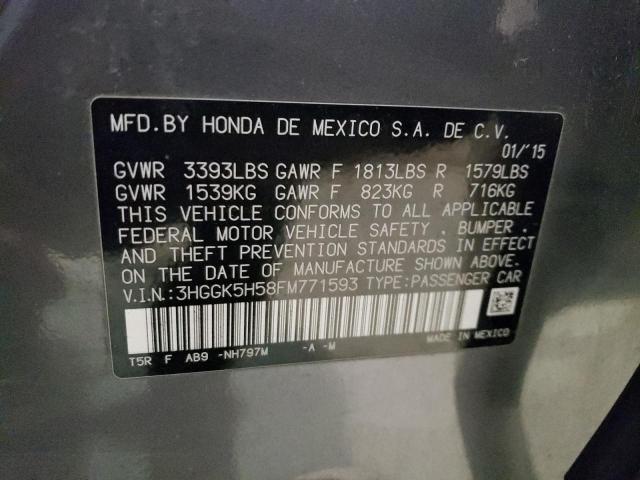 MFD.BY HONDA DE MEXICO S.A. DE C.V.
01/'15
GVWR 3393LBS GAWR F 1813LBS R 1579LBS
GVWR 1539KG GAWR F 823KG R 716KG
THIS VEHICLE CONFORMS TO ALL APPLICABLE
FEDERAL MOTOR VEHICLE SAFETY . BUMPER .
AND THEFT PREVENTION STANDARDS IN EFFECT
ON THE DATE OF MANUFACTURE SHOWN ABOVE.
V.I.N.:3HGGK5H58FM771593 TYPE:PASSENGER CAR
T5R F AB9 -NH797M -A -M MADE IN MEXICO